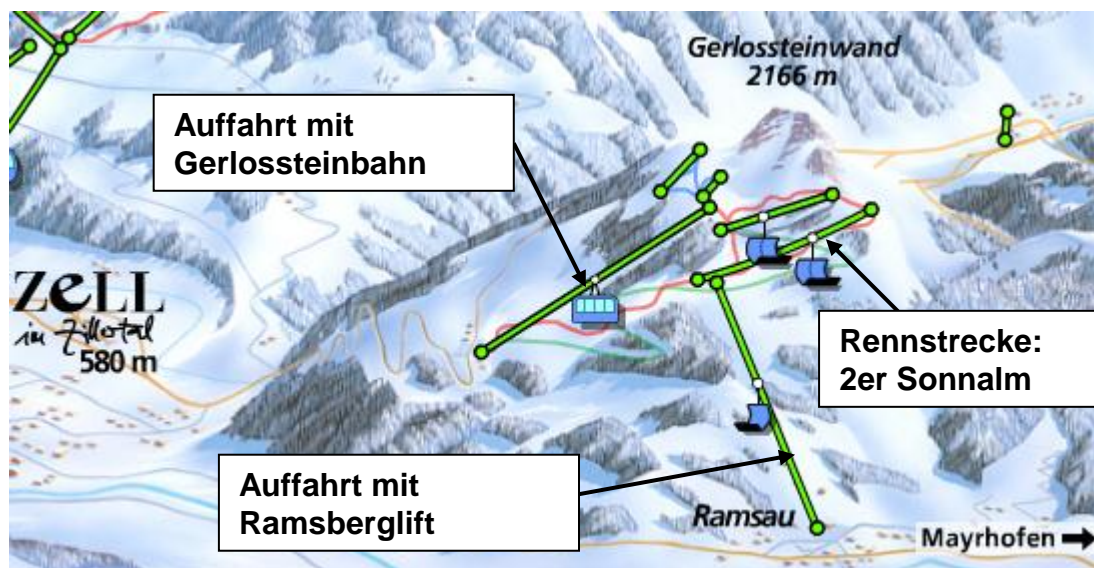 Gerlossteinwand
2166 m
Auffahrt mit
Gerlossteinbahn
ZELL
im Zillertal
580 m
Rennstrecke:
2er Sonnalm
Auffahrt mit
Ramsberglift
Ramsau
Mayrhofen